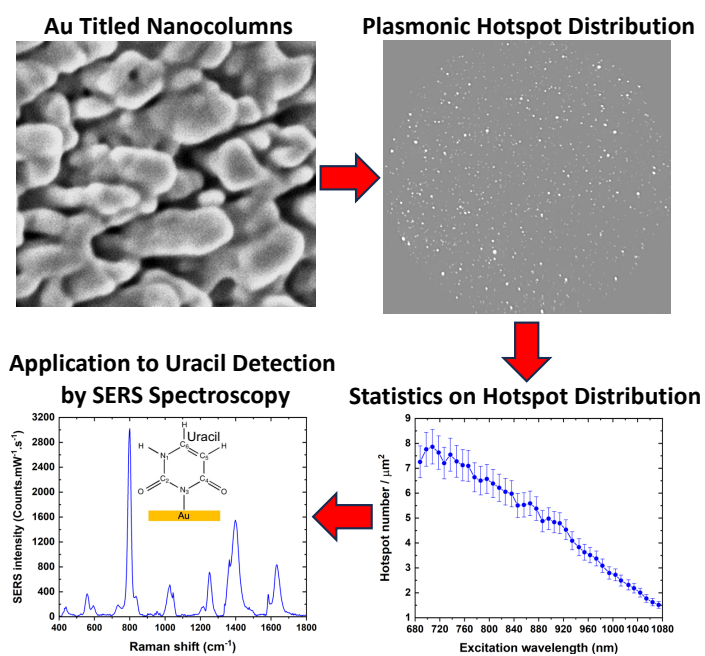 Au Titled Nanocolumns
Plasmonic Hotspot Distribution
Application to Uracil Detection
by SERS Spectroscopy
3200
2800
2400
2000
1600
1200
800
400
0
SERS intensity (Counts.mW⁻¹.s⁻¹)
400 600 800 1000 1200 1400 1600 1800
Raman shift (cm⁻¹)
H
Uracil
C₆
H
N₁
C₅
H
C₂
C₄
O
N₃
O
Au
Statistics on Hotspot Distribution
9
8
7
6
5
4
3
2
1
Hotspot number / μm²
680 720 760 800 840 880 920 960 1000 1040 1080
Excitation wavelength (nm)